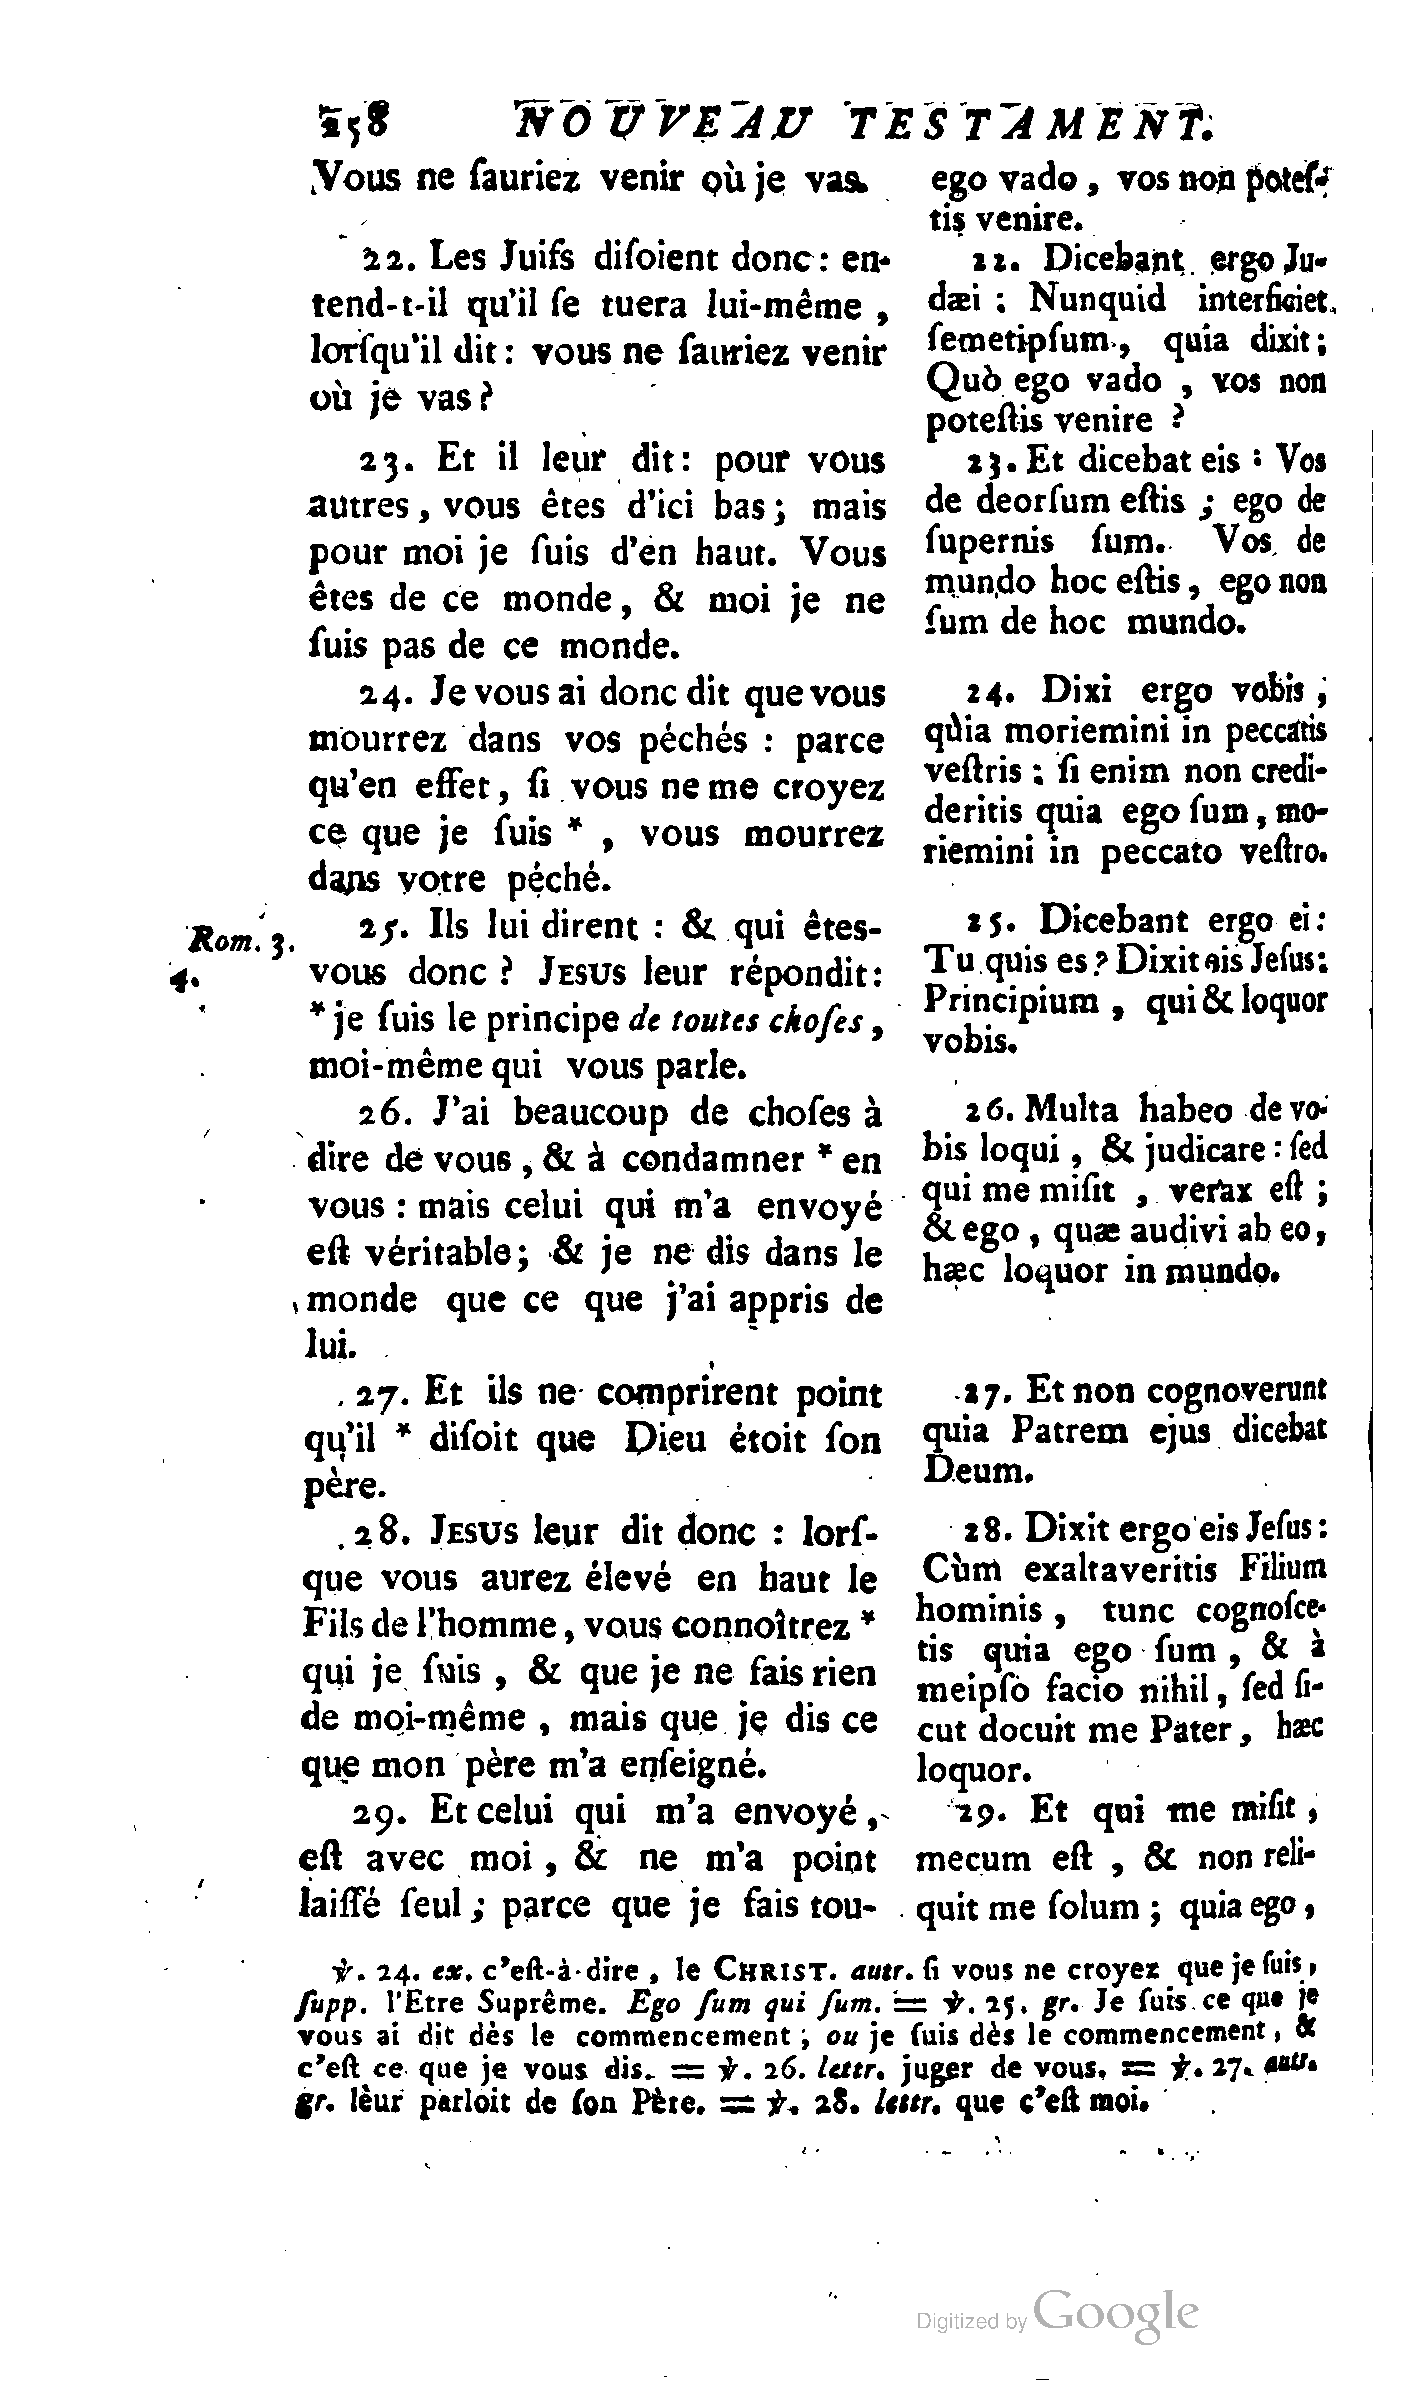 258 NOUVEAU TESTAMENT.
Vous ne ſauriez venir où je vas.
22. Les Juifs diſoient donc : en-
tend-t-il qu'il ſe tuera lui-même ,
lorſqu'il dit : vous ne ſauriez venir
où je vas ?
23. Et il leur dit : pour vous
autres , vous êtes d'ici bas ; mais
pour moi je ſuis d'en haut. Vous
êtes de ce monde , & moi je ne
ſuis pas de ce monde.
24. Je vous ai donc dit que vous
mourrez dans vos péchés : parce
qu'en effet , ſi vous ne me croyez
ce que je ſuis * , vous mourrez
dans votre péché.
Rom. 3.
4.
25. Ils lui dirent : & qui êtes-
vous donc ? JESUS leur répondit :
* je ſuis le principe de toutes choſes ,
moi-même qui vous parle.
26. J'ai beaucoup de choſes à
dire de vous , & à condamner * en
vous : mais celui qui m'a envoyé
eſt véritable ; & je ne dis dans le
monde que ce que j'ai appris de
lui.
27. Et ils ne comprirent point
qu'il * diſoit que Dieu étoit ſon
père.
28. JESUS leur dit donc : lorſ-
que vous aurez élevé en haut le
Fils de l'homme , vous connoîtrez *
qui je ſuis , & que je ne fais rien
de moi-même , mais que je dis ce
que mon père m'a enſeigné.
29. Et celui qui m'a envoyé ,
eſt avec moi , & ne m'a point
laiſſé ſeul ; parce que je fais tou-
ego vado , vos non poteſ-
tis venire.
22. Dicebant ergo Ju-
dæi : Nunquid interficiet
ſemetipſum , quia dixit ;
Quò ego vado , vos non
poteſtis venire ?
23. Et dicebat eis : Vos
de deorſum eſtis ; ego de
ſupernis ſum. Vos de
mundo hoc eſtis , ego non
ſum de hoc mundo.
24. Dixi ergo vobis ,
quia moriemini in peccatis
veſtris : ſi enim non credi-
deritis quia ego ſum , mo-
riemini in peccato veſtro.
25. Dicebant ergo ei :
Tu quis es ? Dixit eis Jeſus :
Principium , qui & loquor
vobis.
26. Multa habeo de vo-
bis loqui , & judicare : ſed
qui me miſit , verax eſt ;
& ego , quæ audivi ab eo ,
hæc loquor in mundo.
27. Et non cognoverunt
quia Patrem ejus dicebat
Deum.
28. Dixit ergo eis Jeſus :
Cùm exaltaveritis Filium
hominis , tunc cognoſce-
tis quia ego ſum , & à
meipſo facio nihil , ſed ſi-
cut docuit me Pater , hæc
loquor.
29. Et qui me miſit ,
mecum eſt , & non reli-
quit me ſolum ; quia ego ,
℣. 24. ex. c'eſt-à-dire , le CHRIST. autr. ſi vous ne croyez que je ſuis ,
ſupp. l'Etre Suprême. Ego ſum qui ſum. = ℣. 25. gr. Je ſuis ce que je
vous ai dit dès le commencement ; ou je ſuis dès le commencement , &
c'eſt ce que je vous dis. = ℣. 26. lettr. juger de vous. = ℣. 27. autr.
gr. leur parloit de ſon Père. = ℣. 28. lettr. que c'eſt moi.
Digitized by Google